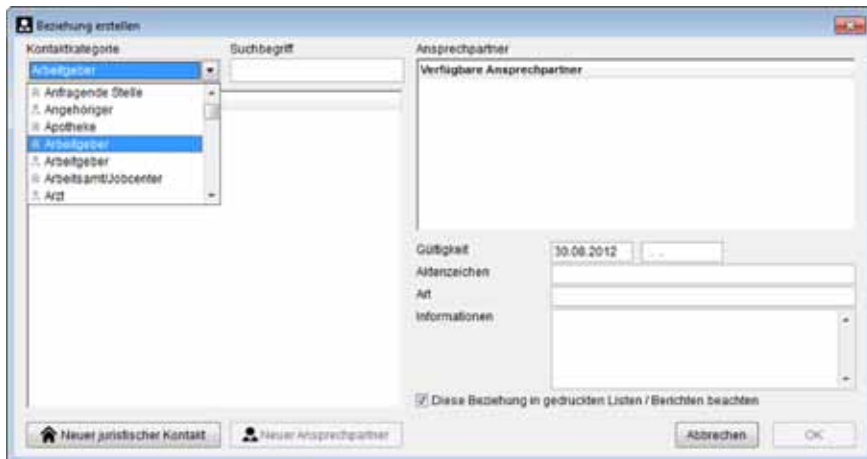 Beziehung erstellen
Kontaktkategorie
Suchbegriff
Arbeitgeber
Anfragende Stelle
Angehöriger
Apotheke
Arbeitgeber
Arbeitgeber
Arbeitsamt/Jobcenter
Arzt
Ansprechpartner
Verfügbare Ansprechpartner
Gültigkeit 30.08.2012 . .
Aktenzeichen
Art
Informationen
Diese Beziehung in gedruckten Listen / Berichten beachten
Neuer juristischer Kontakt
Neuer Ansprechpartner
Abbrechen
OK